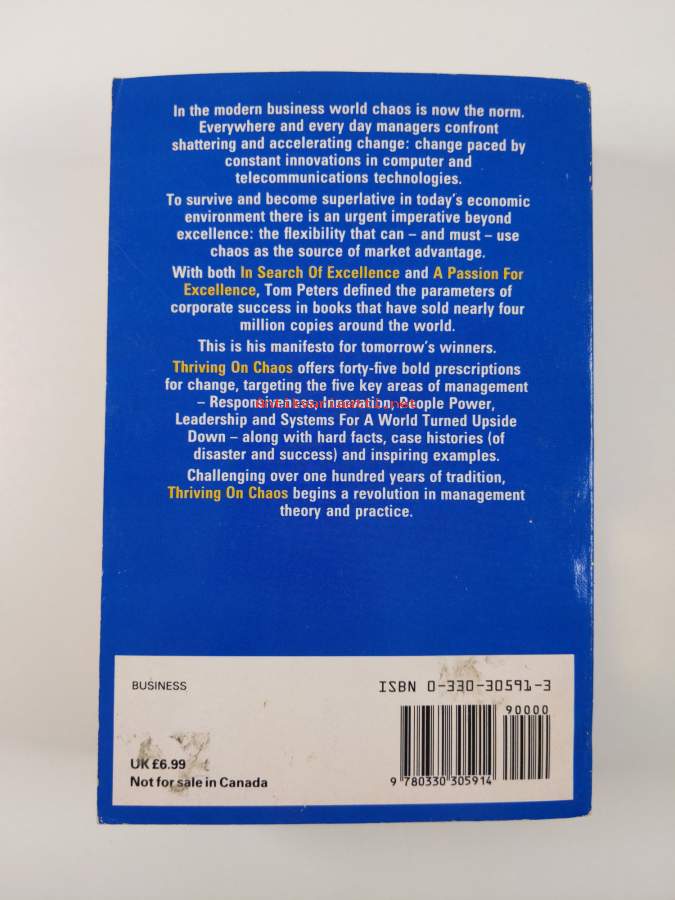 In the modern business world chaos is now the norm.
Everywhere and every day managers confront
shattering and accelerating change: change paced by
constant innovations in computer and
telecommunications technologies.
To survive and become superlative in today's economic
environment there is an urgent imperative beyond
excellence: the flexibility that can – and must – use
chaos as the source of market advantage.
With both In Search Of Excellence and A Passion For
Excellence, Tom Peters defined the parameters of
corporate success in books that have sold nearly four
million copies around the world.
This is his manifesto for tomorrow's winners.
Thriving On Chaos offers forty-five bold prescriptions
for change, targeting the five key areas of management
– Responsiveness, Innovation, People Power,
Leadership and Systems For A World Turned Upside
Down – along with hard facts, case histories (of
disaster and success) and inspiring examples.
Challenging over one hundred years of tradition,
Thriving On Chaos begins a revolution in management
theory and practice.
BUSINESS
ISBN 0-330-30591-3
90000
UK £6.99
Not for sale in Canada
9 780330 305914